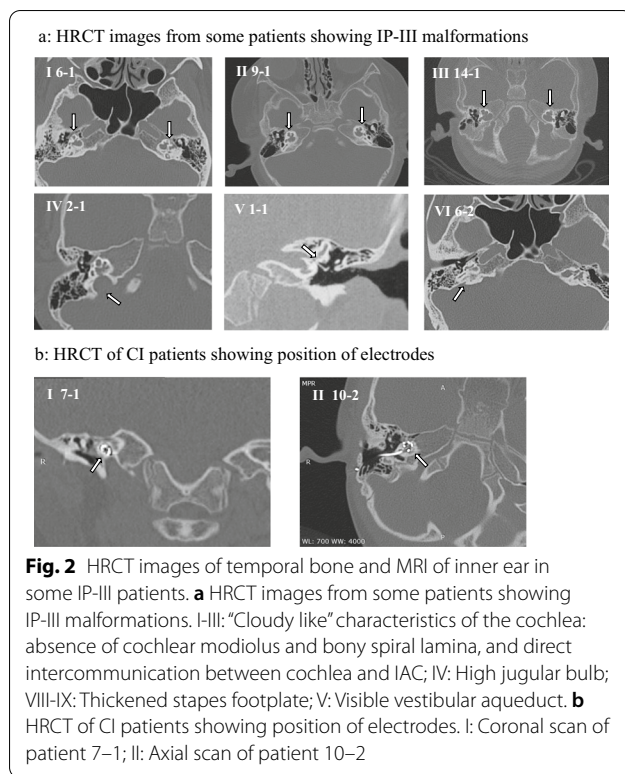 a: HRCT images from some patients showing IP-III malformations
I 6-1
II 9-1
III 14-1
IV 2-1
V 1-1
VI 6-2
b: HRCT of CI patients showing position of electrodes
I 7-1
R
MPR
II 10-2
A
R
P
WL: 700 WW: 4000
Fig. 2 HRCT images of temporal bone and MRI of inner ear in
some IP-III patients. a HRCT images from some patients showing
IP-III malformations. I-III: “Cloudy like” characteristics of the cochlea:
absence of cochlear modiolus and bony spiral lamina, and direct
intercommunication between cochlea and IAC; IV: High jugular bulb;
VIII-IX: Thickened stapes footplate; V: Visible vestibular aqueduct. b
HRCT of CI patients showing position of electrodes. I: Coronal scan of
patient 7–1; II: Axial scan of patient 10–2